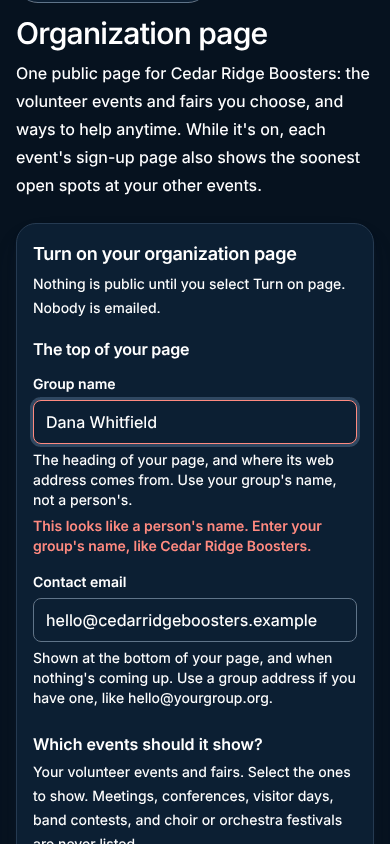 Organization page
One public page for Cedar Ridge Boosters: the
volunteer events and fairs you choose, and
ways to help anytime. While it's on, each
event's sign-up page also shows the soonest
open spots at your other events.
Turn on your organization page
Nothing is public until you select Turn on page.
Nobody is emailed.
The top of your page
Group name
Dana Whitfield
The heading of your page, and where its web
address comes from. Use your group's name,
not a person's.
This looks like a person's name. Enter your
group's name, like Cedar Ridge Boosters.
Contact email
hello@cedarridgeboosters.example
Shown at the bottom of your page, and when
nothing's coming up. Use a group address if you
have one, like hello@yourgroup.org.
Which events should it show?
Your volunteer events and fairs. Select the ones
to show. Meetings, conferences, visitor days,
band contests, and choir or orchestra festivals
are never listed